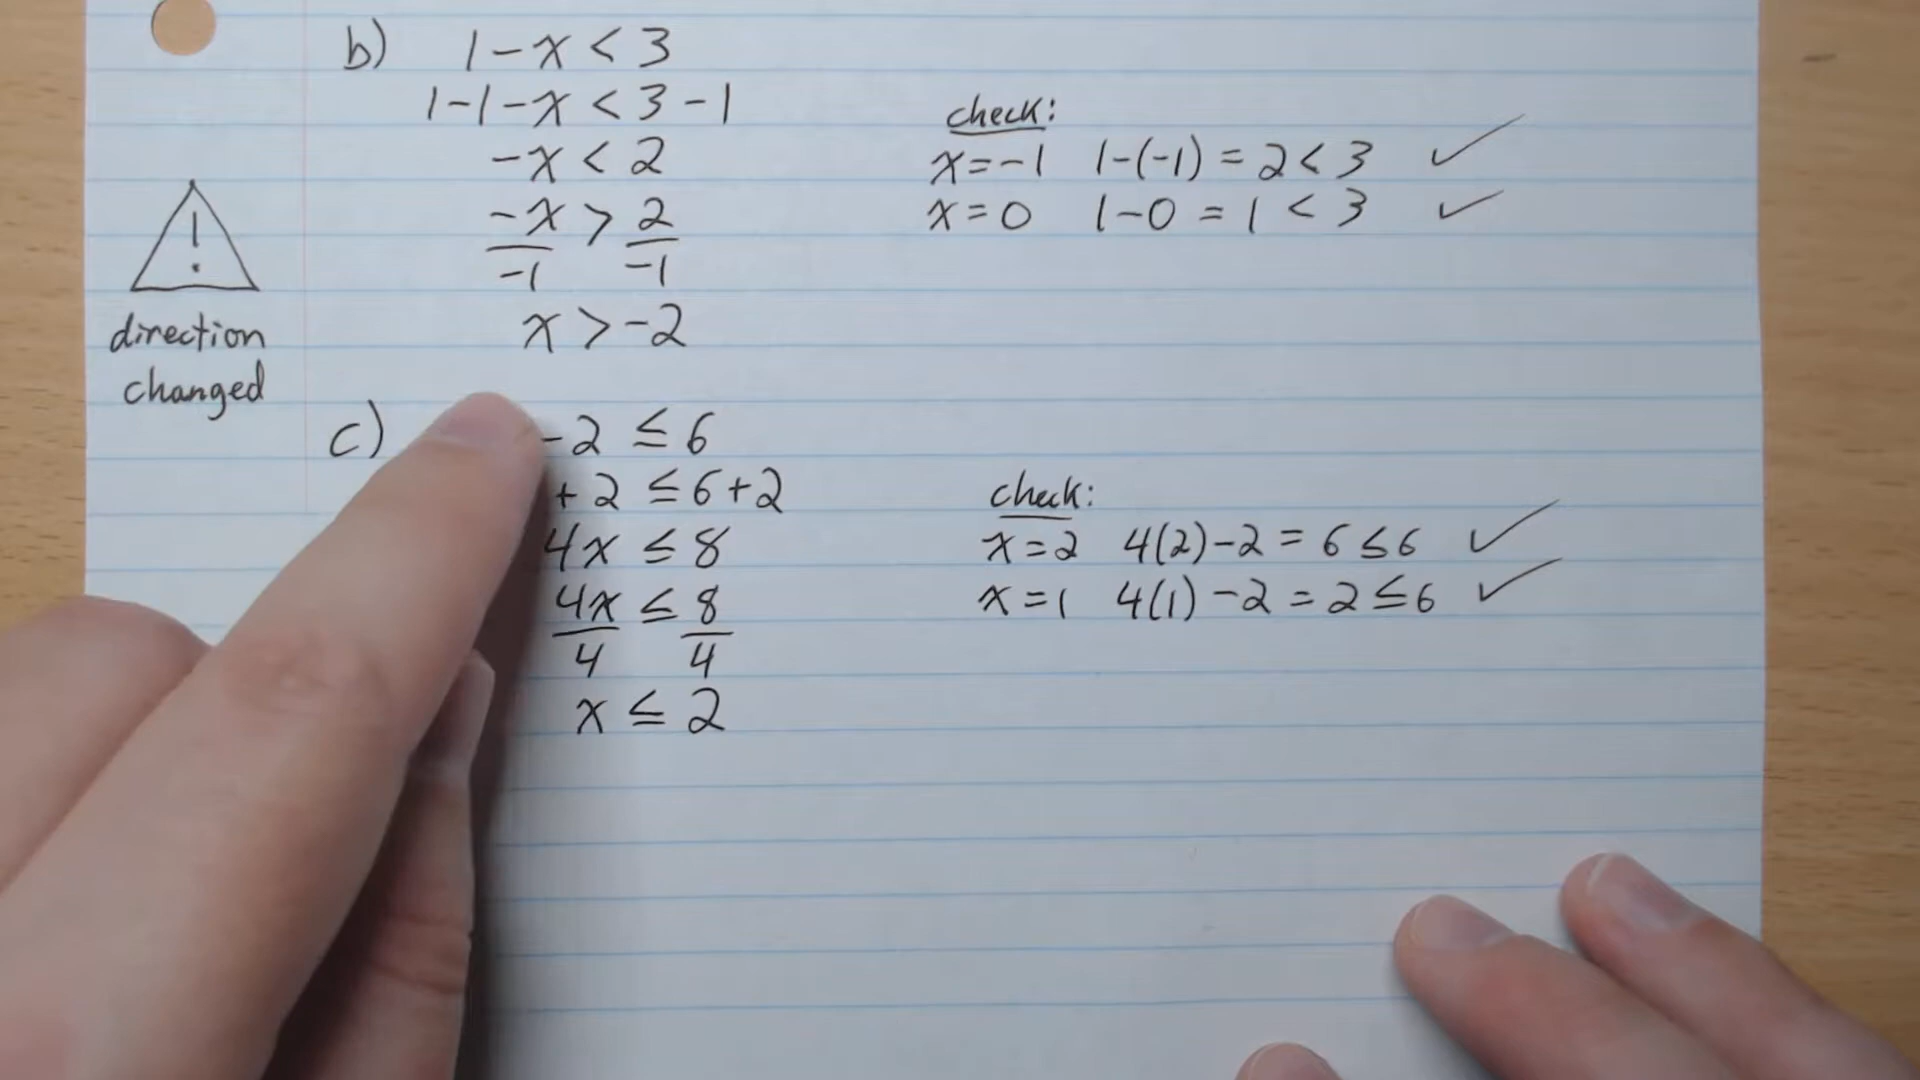 b) 1 - x < 3
1 - 1 - x < 3 - 1
- x < 2
- x > 2
-1 -1
x > -2
!
direction
changed
check:
x = -1 1 - (-1) = 2 < 3 ✓
x = 0 1 - 0 = 1 < 3 ✓
c) - 2 ≤ 6
+ 2 ≤ 6 + 2
4x ≤ 8
4x ≤ 8
4 4
x ≤ 2
check:
x = 2 4(2) - 2 = 6 ≤ 6 ✓
x = 1 4(1) - 2 = 2 ≤ 6 ✓